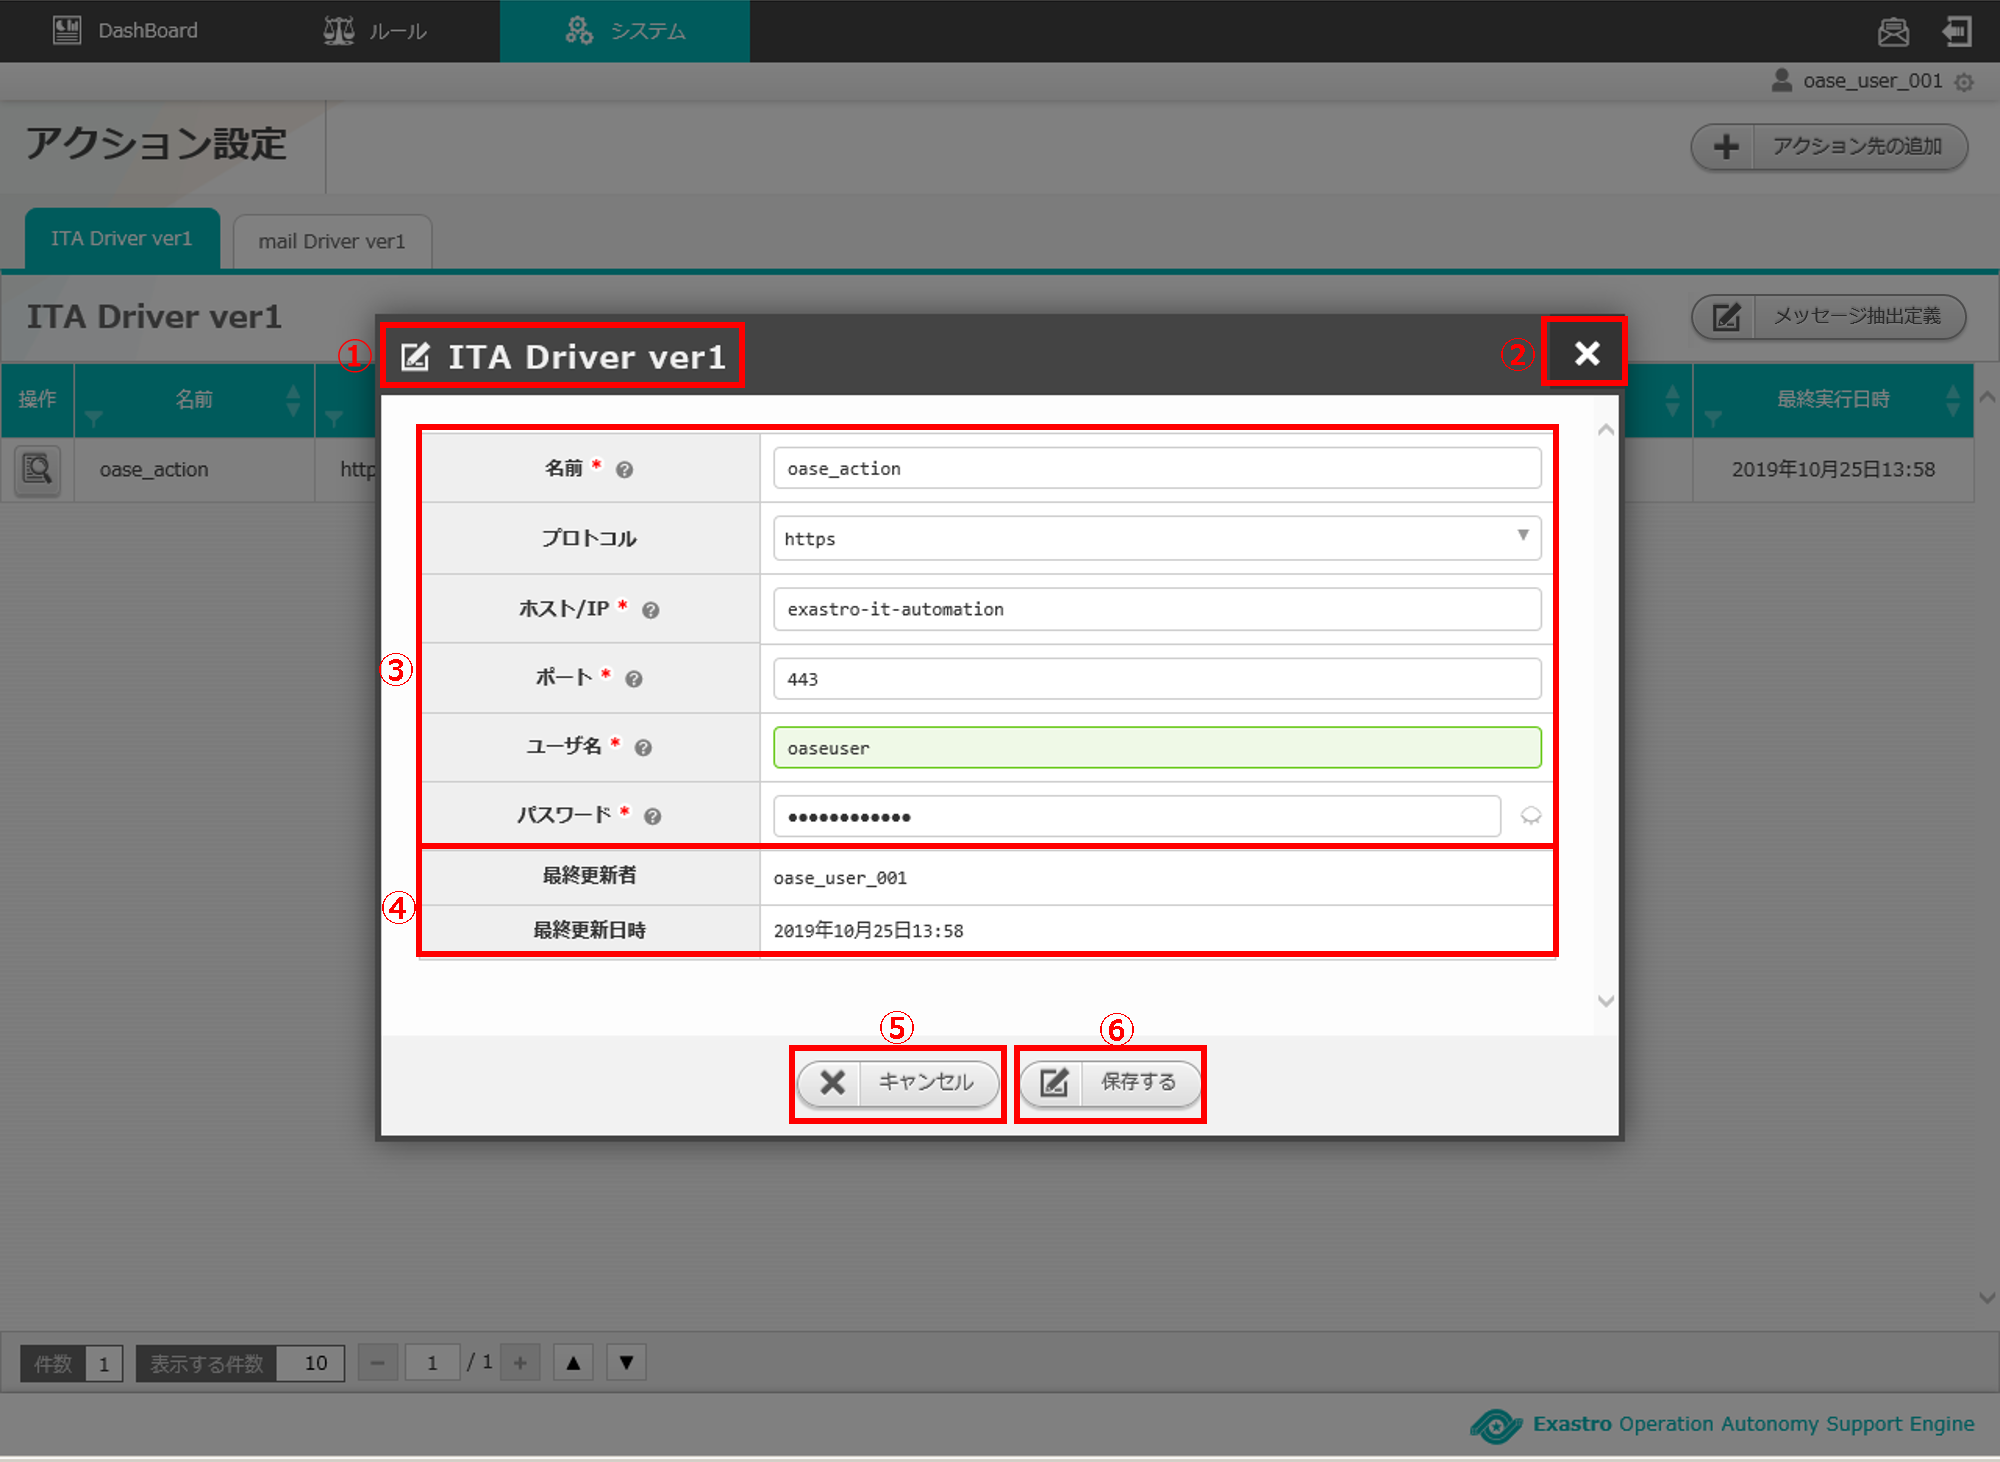 DashBoard ルール システム
oase_user_001
アクション設定
アクション先の追加
ITA Driver ver1 mail Driver ver1
ITA Driver ver1
メッセージ抽出定義
① ITA Driver ver1 ②
操作 名前 最終実行日時
oase_action http 2019年10月25日13:58
③
名前 * oase_action
プロトコル https
ホスト/IP * exastro-it-automation
ポート * 443
ユーザ名 * oaseuser
パスワード * ●●●●●●●●●●●●
④
最終更新者 oase_user_001
最終更新日時 2019年10月25日13:58
⑤ ⑥
キャンセル 保存する
件数 1 表示する件数 10 − 1 / 1 + ▲ ▼
Exastro Operation Autonomy Support Engine